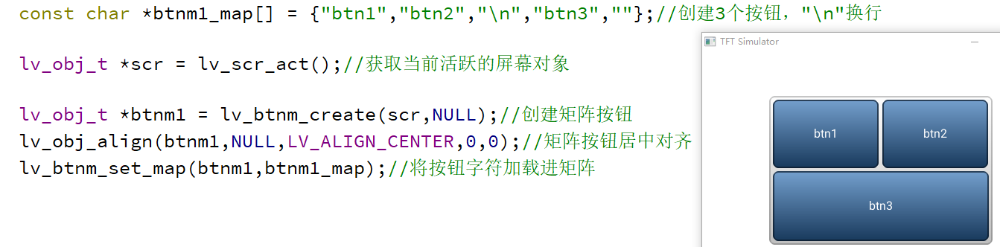 const char *btnm1_map[] = {"btn1","btn2","\n","btn3",""};//创建3个按钮，"\n"换行
TFT Simulator
lv_obj_t *scr = lv_scr_act();//获取当前活跃的屏幕对象
lv_obj_t *btnm1 = lv_btnm_create(scr,NULL);//创建矩阵按钮
lv_obj_align(btnm1,NULL,LV_ALIGN_CENTER,0,0);//矩阵按钮居中对齐
lv_btnm_set_map(btnm1,btnm1_map);//将按钮字符加载进矩阵
btn1
btn2
btn3